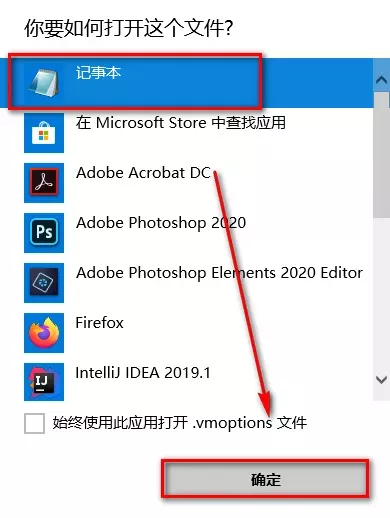 你要如何打开这个文件?
记事本
在 Microsoft Store 中查找应用
Adobe Acrobat DC
Adobe Photoshop 2020
Adobe Photoshop Elements 2020 Editor
Firefox
IntelliJ IDEA 2019.1
始终使用此应用打开 .vmoptions 文件
确定